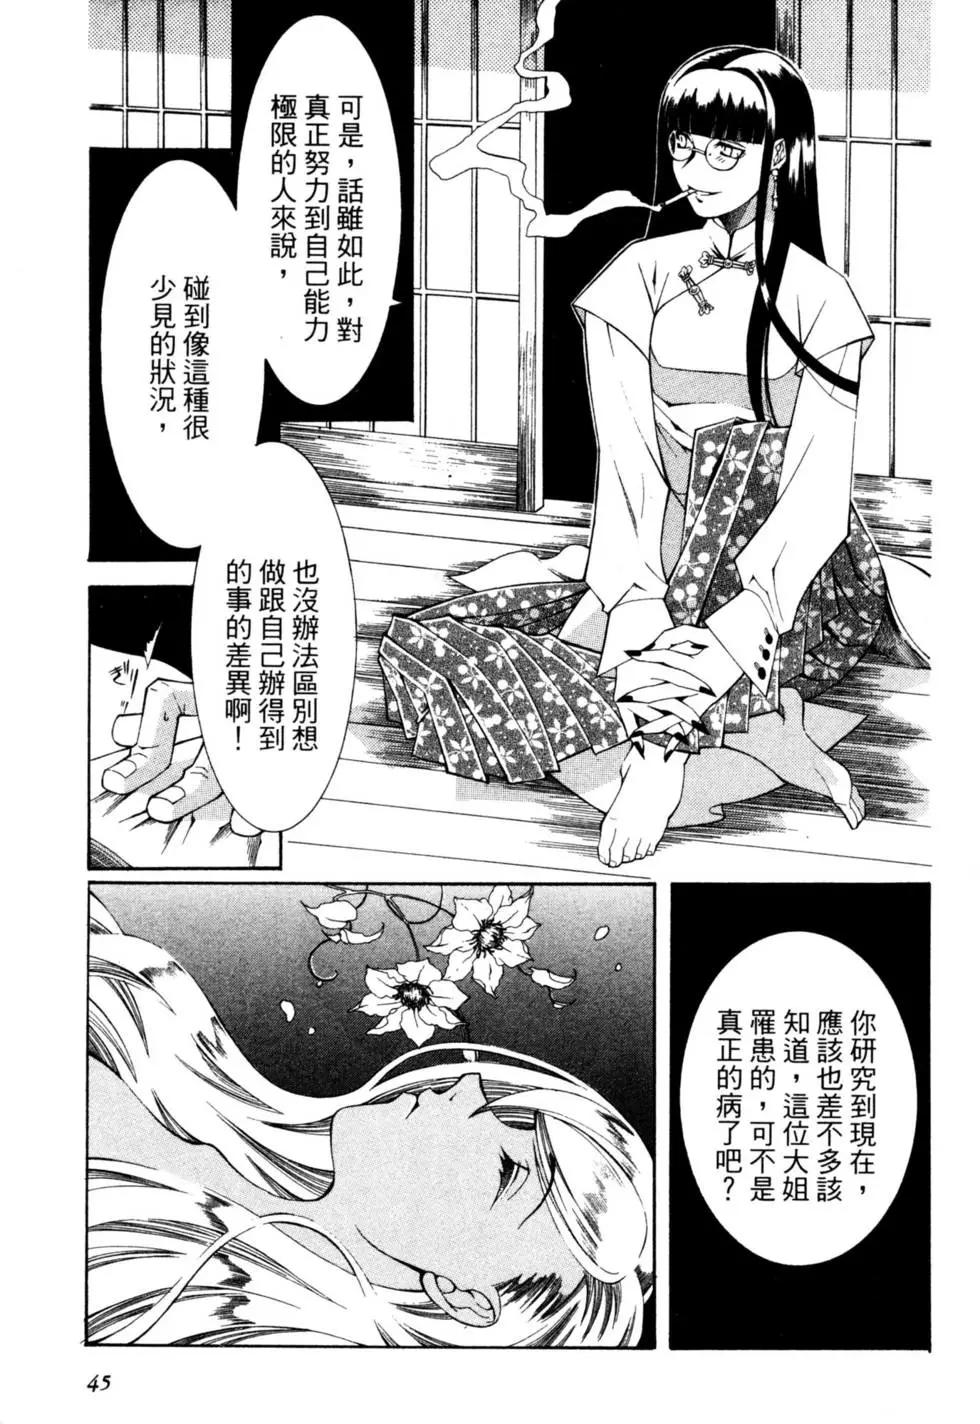 可是，話雖如此，對
真正努力到自己能力
極限的人來說，
碰到像這種很
少見的狀況，
也沒辦法區別想
做跟自己辦得到
的事的差異啊！
ぎゅ
你研究到現在，
應該也差不多該
知道，這位大姐
罹患的，可不是
真正的病了吧？
45